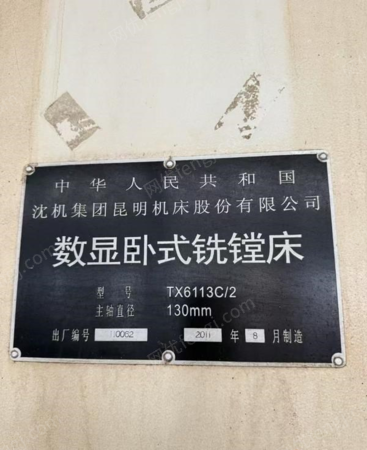 中华人民共和国
沈机集团昆明机床股份有限公司
数显卧式铣镗床
型号 TX6113C/2
主轴直径 130mm
出厂编号 2011 年 8 月制造